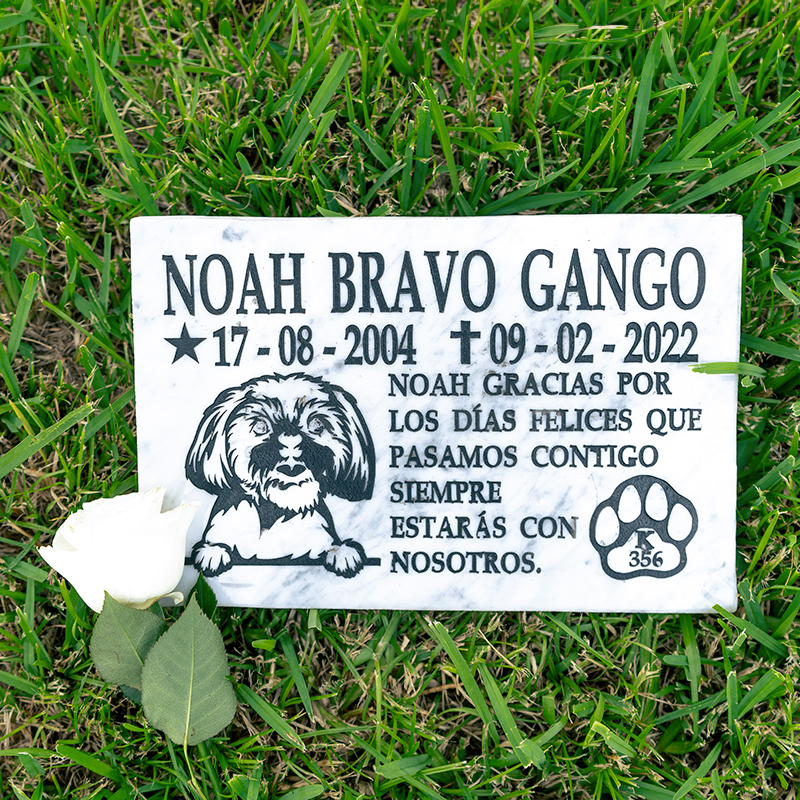 NOAH BRAVO GANGO
★17-08-2004 ✝09-02-2022
NOAH GRACIAS POR
LOS DÍAS FELICES QUE
PASAMOS CONTIGO
SIEMPRE
ESTARÁS CON
NOSOTROS.
K
356